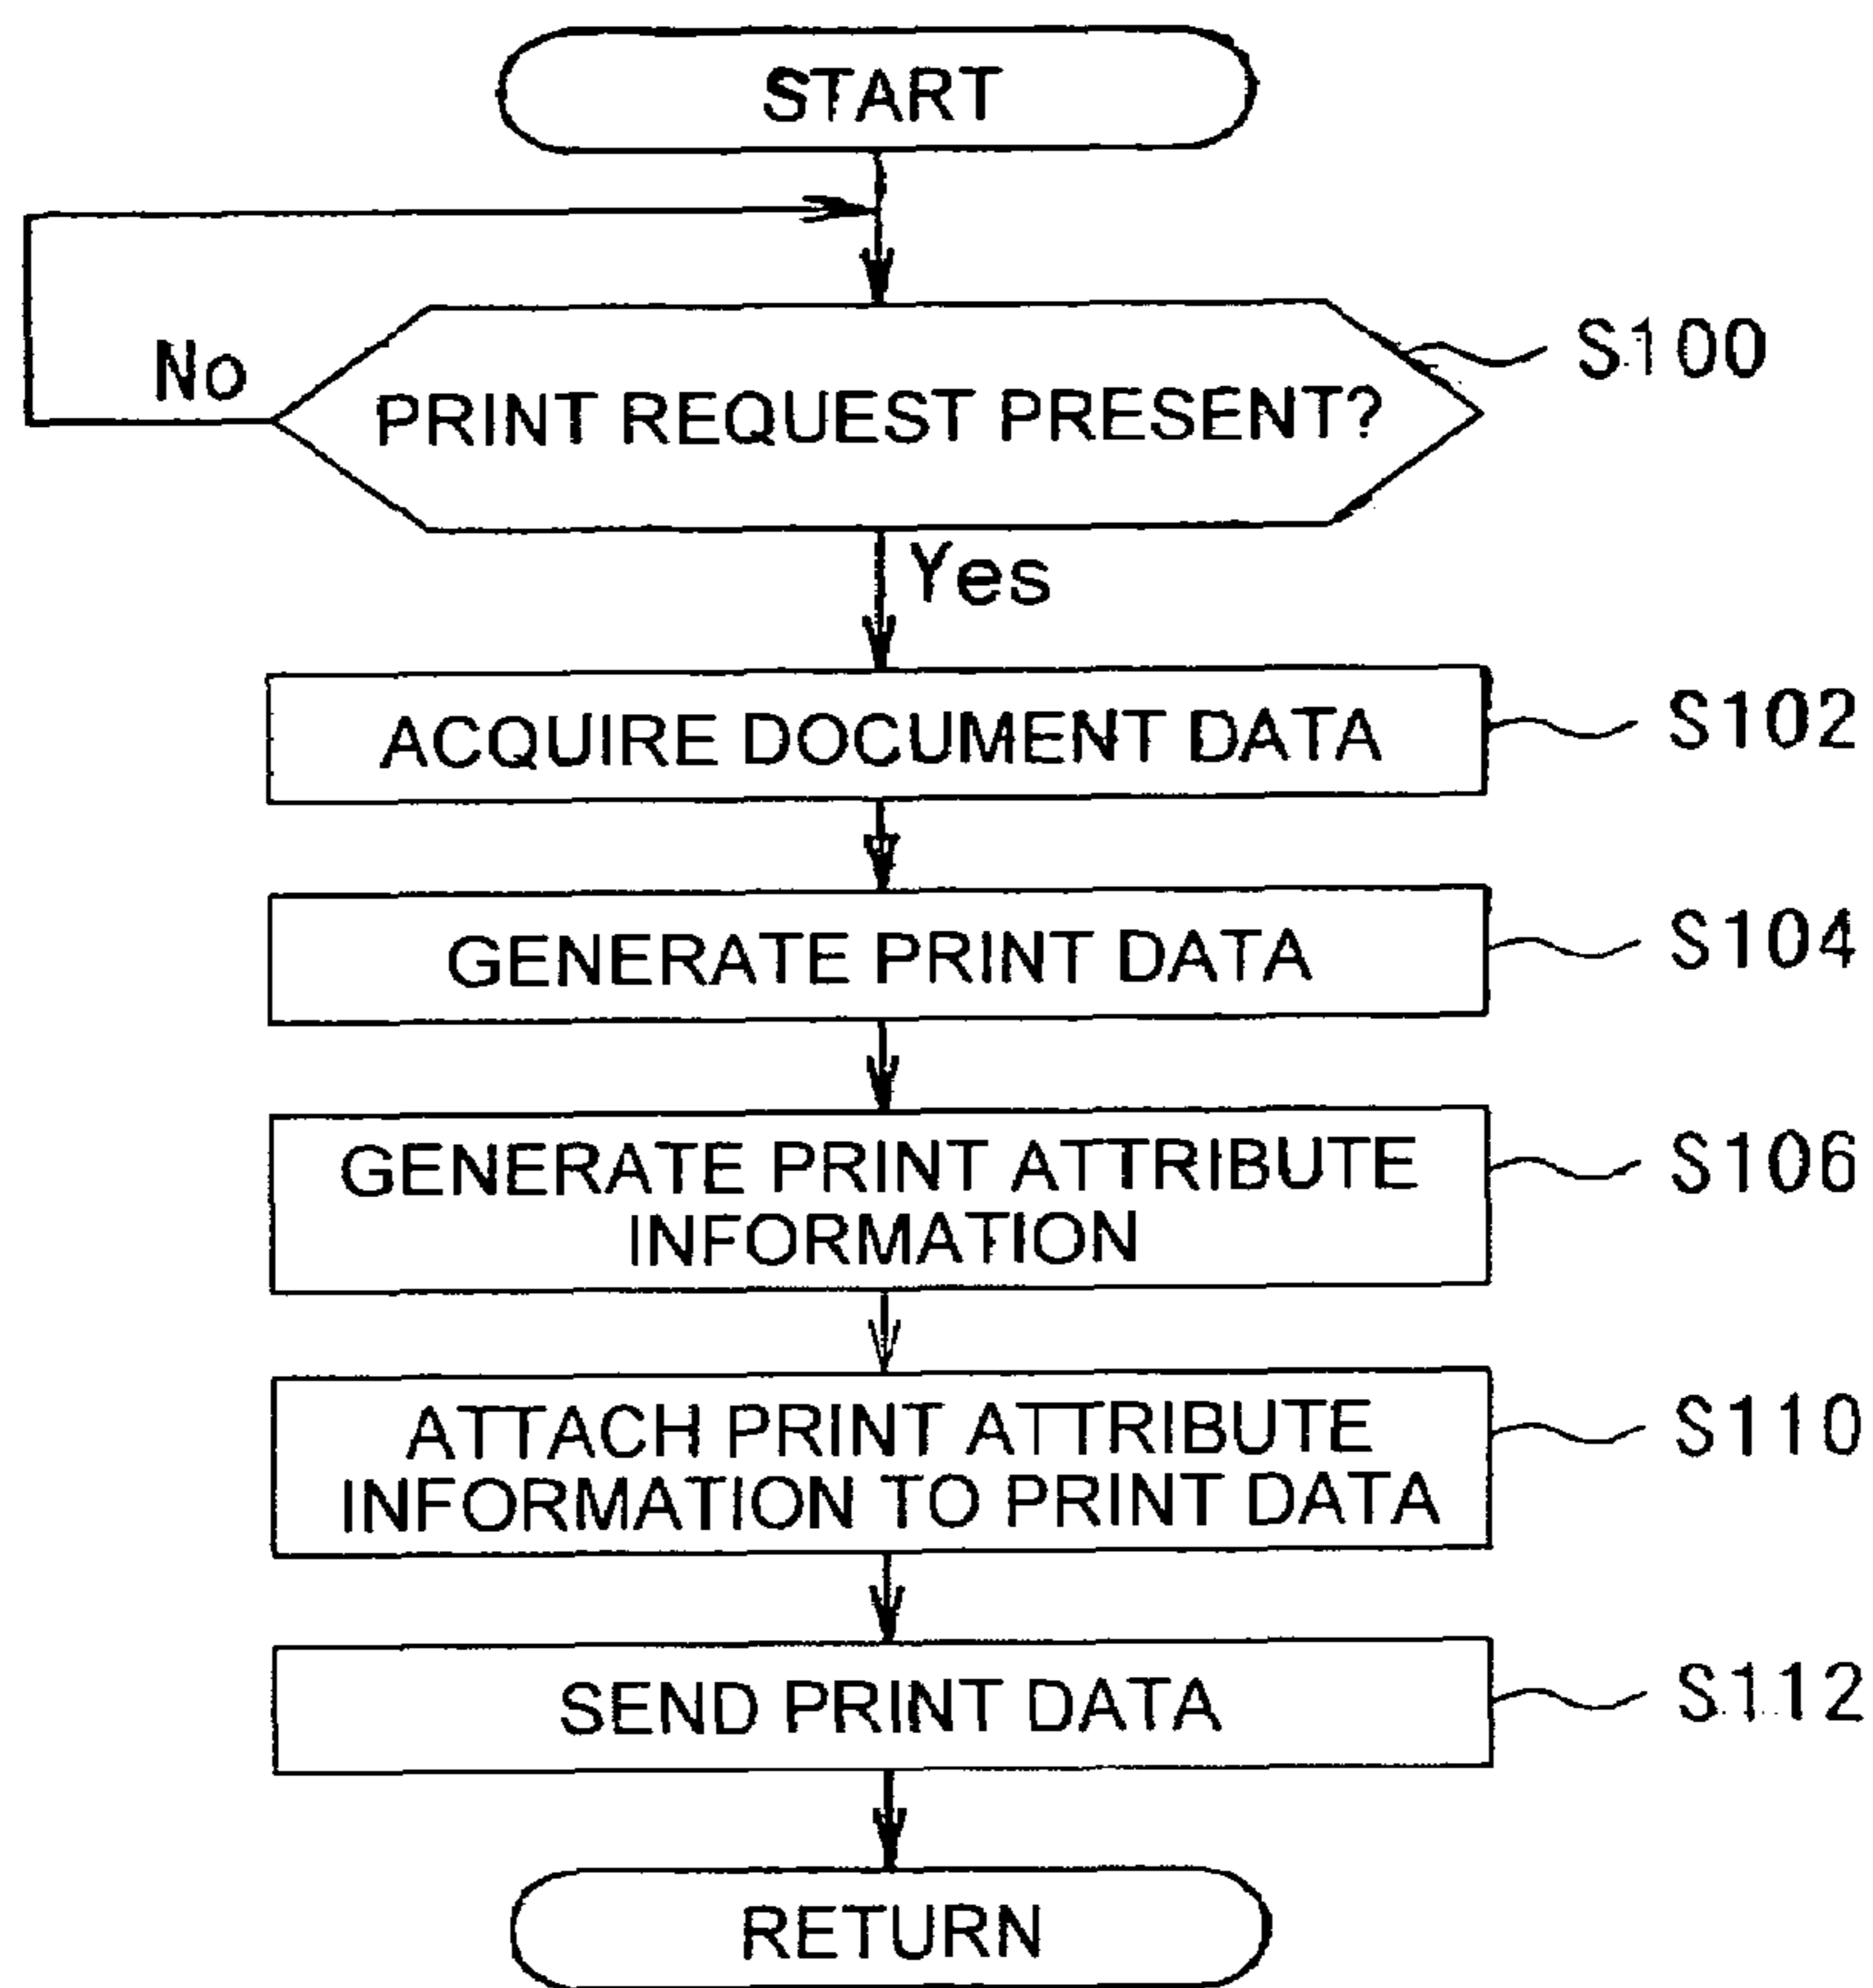 START
No
PRINT REQUEST PRESENT?
S100
Yes
ACQUIRE DOCUMENT DATA
S102
GENERATE PRINT DATA
S104
GENERATE PRINT ATTRIBUTE
INFORMATION
S106
ATTACH PRINT ATTRIBUTE
INFORMATION TO PRINT DATA
S110
SEND PRINT DATA
S112
RETURN